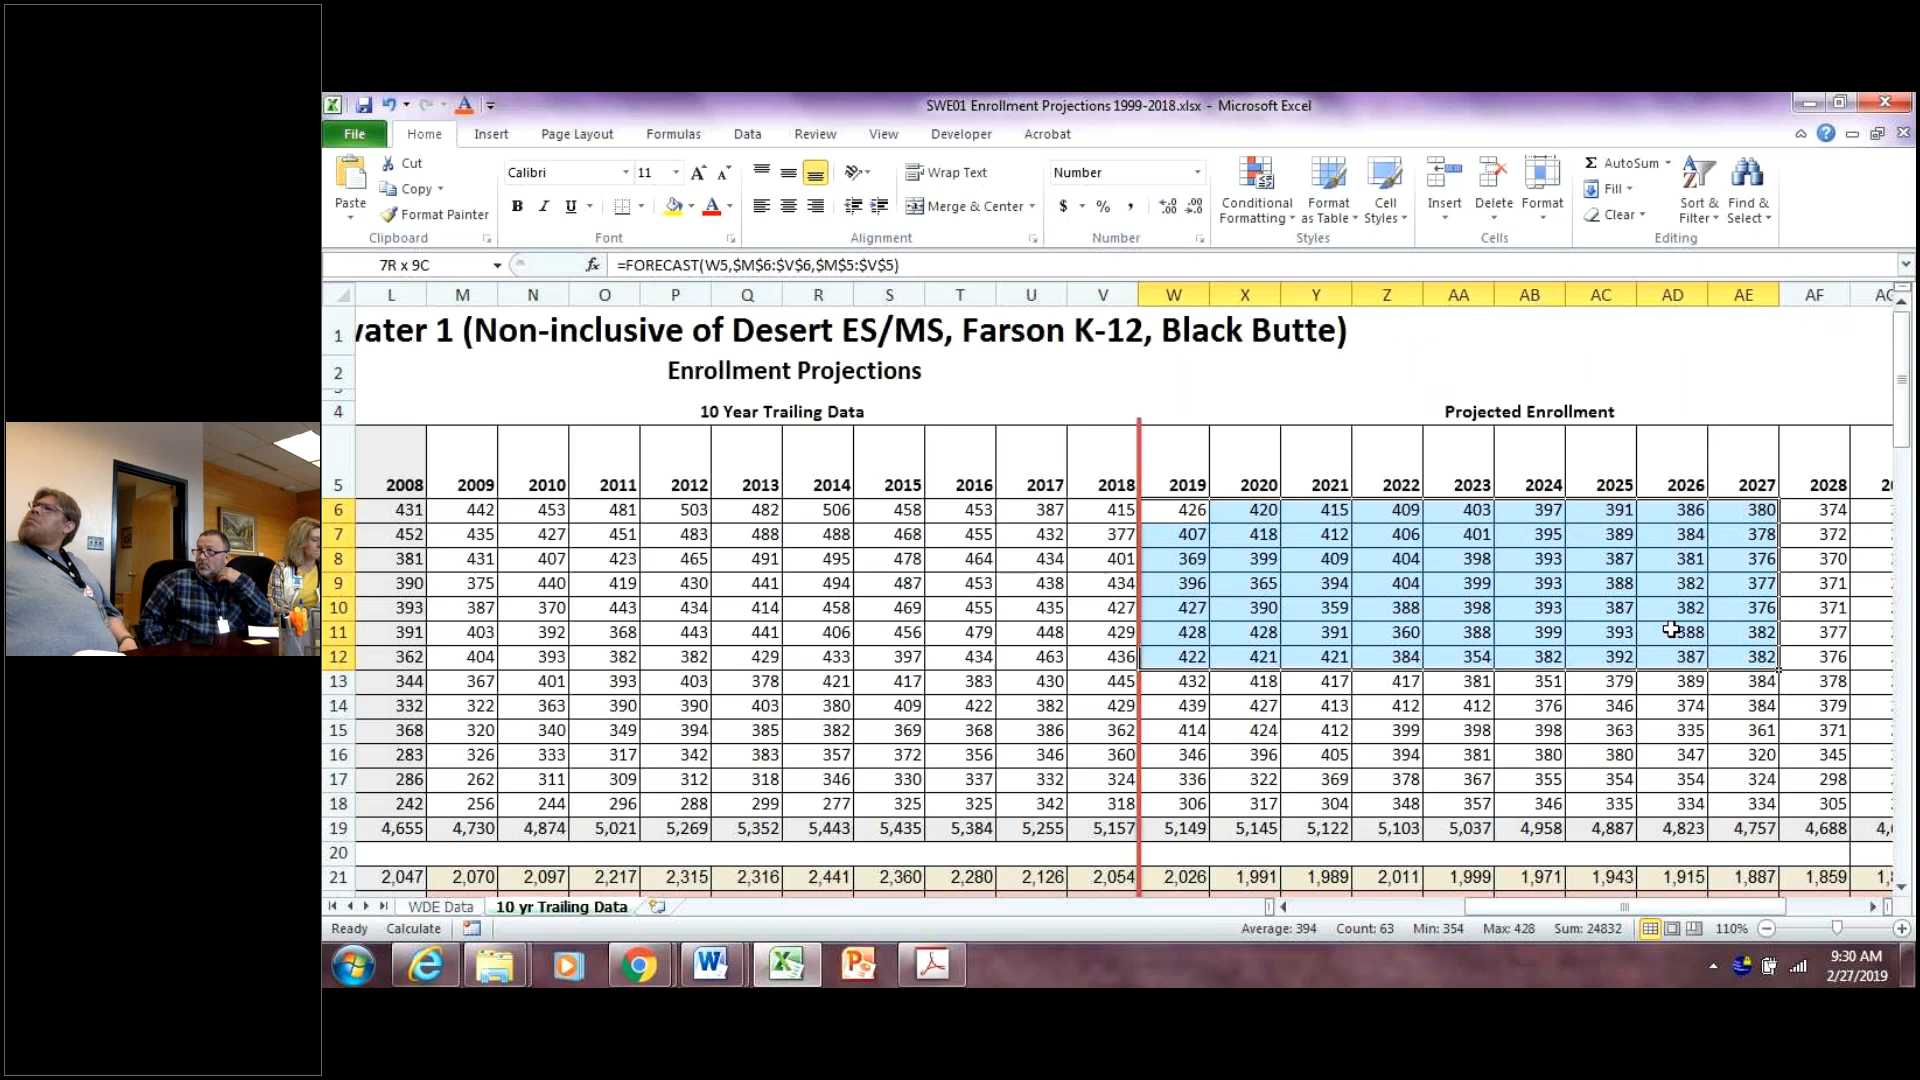 SWE01 Enrollment Projections 1999-2018.xlsx - Microsoft Excel
File Home Insert Page Layout Formulas Data Review View Developer Acrobat
Paste
Cut
Copy
Format Painter
Clipboard
Calibri 11
B I U
Font
Wrap Text
Merge & Center
Alignment
Number
$ % ,
Number
Conditional Formatting
Format as Table
Cell Styles
Styles
Insert Delete Format
Cells
AutoSum
Fill
Clear
Sort & Filter
Find & Select
Editing
7R x 9C fx =FORECAST(W5,$M$6:$V$6,$M$5:$V$5)
L M N O P Q R S T U V W X Y Z AA AB AC AD AE AF
1 vater 1 (Non-inclusive of Desert ES/MS, Farson K-12, Black Butte)
2 Enrollment Projections
4 10 Year Trailing Data Projected Enrollment
5 2008 2009 2010 2011 2012 2013 2014 2015 2016 2017 2018 2019 2020 2021 2022 2023 2024 2025 2026 2027 2028
6 431 442 453 481 503 482 506 458 453 387 415 426 420 415 409 403 397 391 386 380 374
7 452 435 427 451 483 488 488 468 455 432 377 407 418 412 406 401 395 389 384 378 372
8 381 431 407 423 465 491 495 478 464 434 401 369 399 409 404 398 393 387 381 376 370
9 390 375 440 419 430 441 494 487 453 438 434 396 365 394 404 399 393 388 382 377 371
10 393 387 370 443 434 414 458 469 455 435 427 427 390 359 388 398 393 387 382 376 371
11 391 403 392 368 443 441 406 456 479 448 429 428 428 391 360 388 399 393 388 382 377
12 362 404 393 382 382 429 433 397 434 463 436 422 421 421 384 354 382 392 387 382 376
13 344 367 401 393 403 378 421 417 383 430 445 432 418 417 417 381 351 379 389 384 378
14 332 322 363 390 390 403 380 409 422 382 429 439 427 413 412 412 376 346 374 384 379
15 368 320 340 349 394 385 382 369 368 386 362 414 424 412 399 398 398 363 335 361 371
16 283 326 333 317 342 383 357 372 356 346 360 346 396 405 394 381 380 380 347 320 345
17 286 262 311 309 312 318 346 330 337 332 324 336 322 369 378 367 355 354 354 324 298
18 242 256 244 296 288 299 277 325 325 342 318 306 317 304 348 357 346 335 334 334 305
19 4,655 4,730 4,874 5,021 5,269 5,352 5,443 5,435 5,384 5,255 5,157 5,149 5,145 5,122 5,103 5,037 4,958 4,887 4,823 4,757 4,688
20
21 2,047 2,070 2,097 2,217 2,315 2,316 2,441 2,360 2,280 2,126 2,054 2,026 1,991 1,989 2,011 1,999 1,971 1,943 1,915 1,887 1,859
WDE Data 10 yr Trailing Data
Ready Calculate Average: 394 Count: 63 Min: 354 Max: 428 Sum: 24832 110%
9:30 AM
2/27/2019